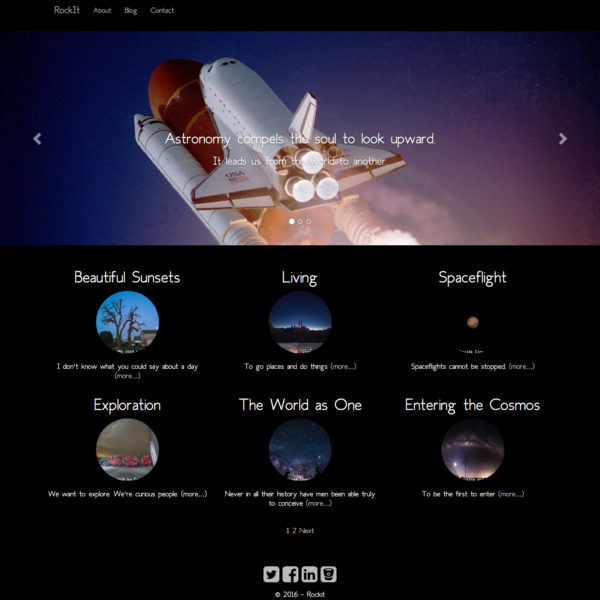 RockIt About Blog Contact
Astronomy compels the soul to look upward.
It leads us from this world to another
USA
Beautiful Sunsets Living Spaceflight
I don't know what you could say about a day (more...)
To go places and do things (more...)
Spaceflights cannot be stopped. (more...)
Exploration The World as One Entering the Cosmos
We want to explore. We're curious people. (more...)
Never in all their history have men been able truly
to conceive (more...)
To be the first to enter (more...)
1 2 Next
© 2016 - Rockit